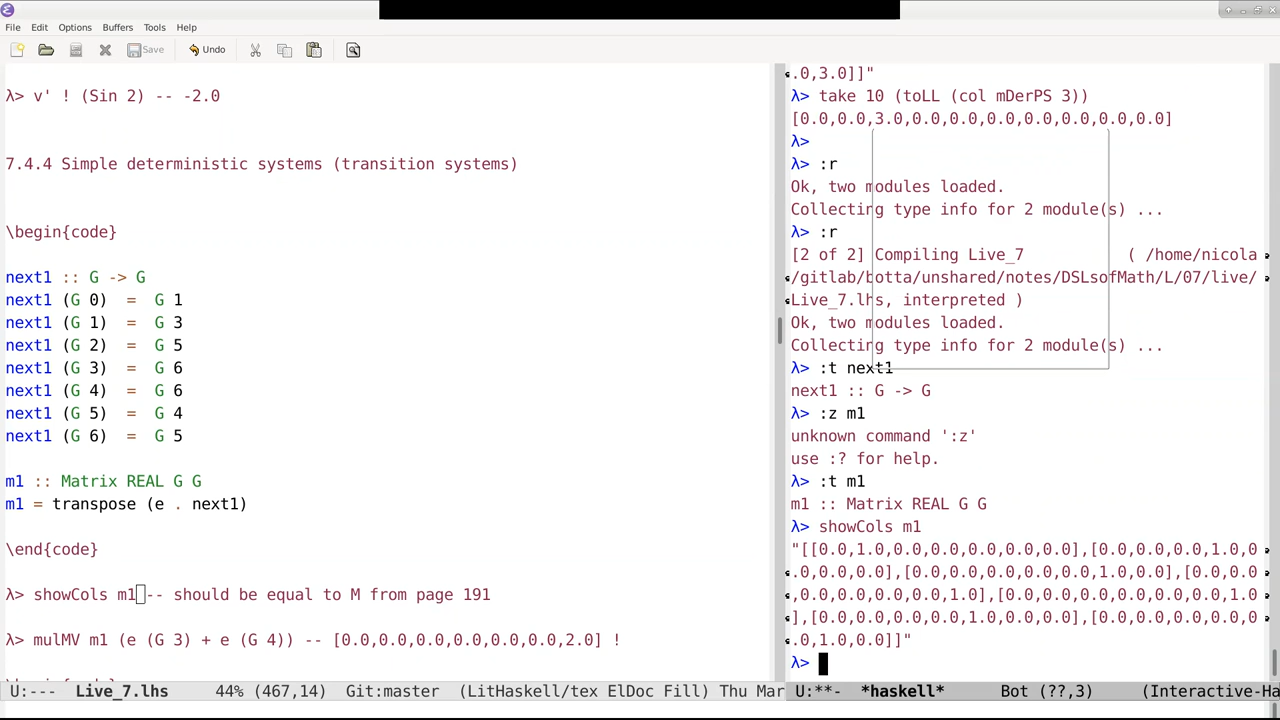 File Edit Options Buffers Tools Help
Save Undo
λ> v' ! (Sin 2) -- -2.0
7.4.4 Simple deterministic systems (transition systems)
\begin{code}
next1 :: G -> G
next1 (G 0) = G 1
next1 (G 1) = G 3
next1 (G 2) = G 5
next1 (G 3) = G 6
next1 (G 4) = G 6
next1 (G 5) = G 4
next1 (G 6) = G 5
m1 :: Matrix REAL G G
m1 = transpose (e . next1)
\end{code}
λ> showCols m1 -- should be equal to M from page 191
λ> mulMV m1 (e (G 3) + e (G 4)) -- [0.0,0.0,0.0,0.0,0.0,0.0,2.0] !
U:--- Live_7.lhs 44% (467,14) Git:master (LitHaskell/tex ElDoc Fill) Thu Mar
.0,3.0]]"
λ> take 10 (toLL (col mDerPS 3))
[0.0,0.0,3.0,0.0,0.0,0.0,0.0,0.0,0.0,0.0]
λ>
λ> :r
Ok, two modules loaded.
Collecting type info for 2 module(s) ...
λ> :r
[2 of 2] Compiling Live_7 ( /home/nicola
/gitlab/botta/unshared/notes/DSLsofMath/L/07/live/
Live_7.lhs, interpreted )
Ok, two modules loaded.
Collecting type info for 2 module(s) ...
λ> :t next1
next1 :: G -> G
λ> :z m1
unknown command ':z'
use :? for help.
λ> :t m1
m1 :: Matrix REAL G G
λ> showCols m1
"[[0.0,1.0,0.0,0.0,0.0,0.0,0.0],[0.0,0.0,0.0,1.0,0
.0,0.0,0.0],[0.0,0.0,0.0,0.0,0.0,1.0,0.0],[0.0,0.0
,0.0,0.0,0.0,0.0,1.0],[0.0,0.0,0.0,0.0,0.0,0.0,1.0
],[0.0,0.0,0.0,0.0,1.0,0.0,0.0],[0.0,0.0,0.0,0.0,0
.0,1.0,0.0]]"
λ>
U:**- *haskell* Bot (??,3) (Interactive-Ha